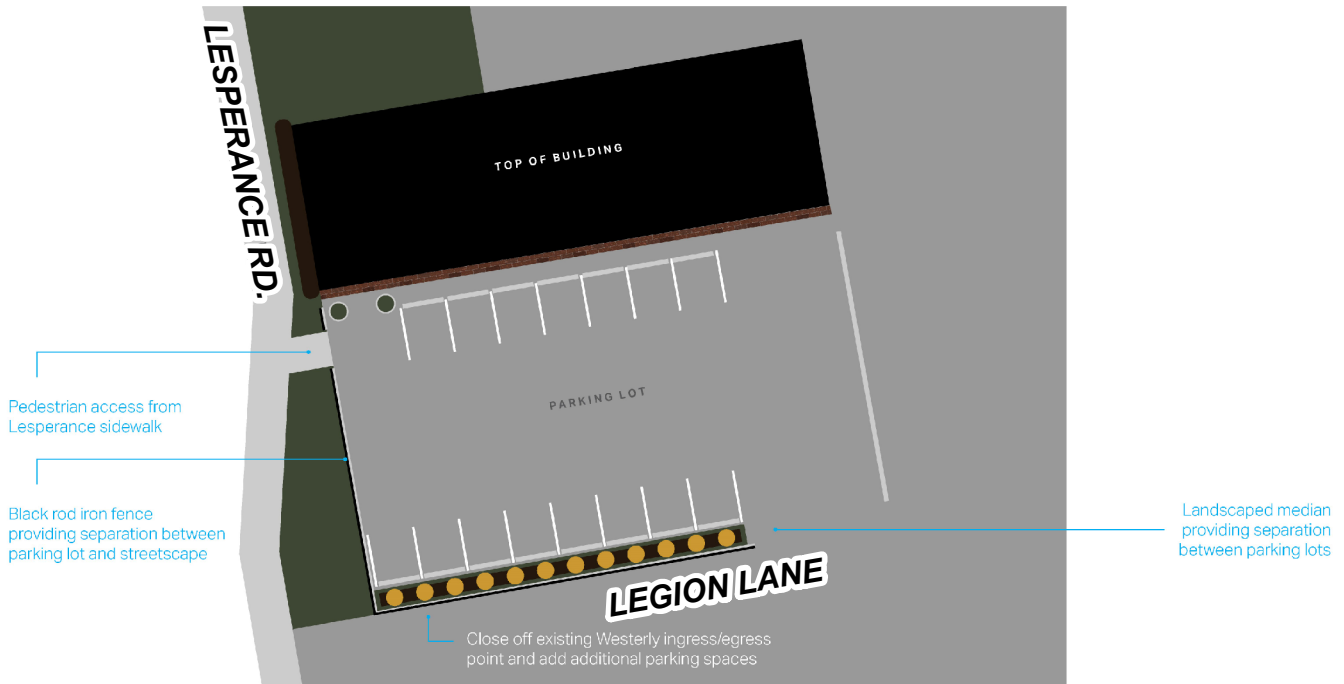 LESPERANCE RD.
TOP OF BUILDING
PARKING LOT
Pedestrian access from
Lesperance sidewalk
Black rod iron fence
providing separation between
parking lot and streetscape
Landscaped median
providing separation
between parking lots
LEGION LANE
Close off existing Westerly ingress/egress
point and add additional parking spaces